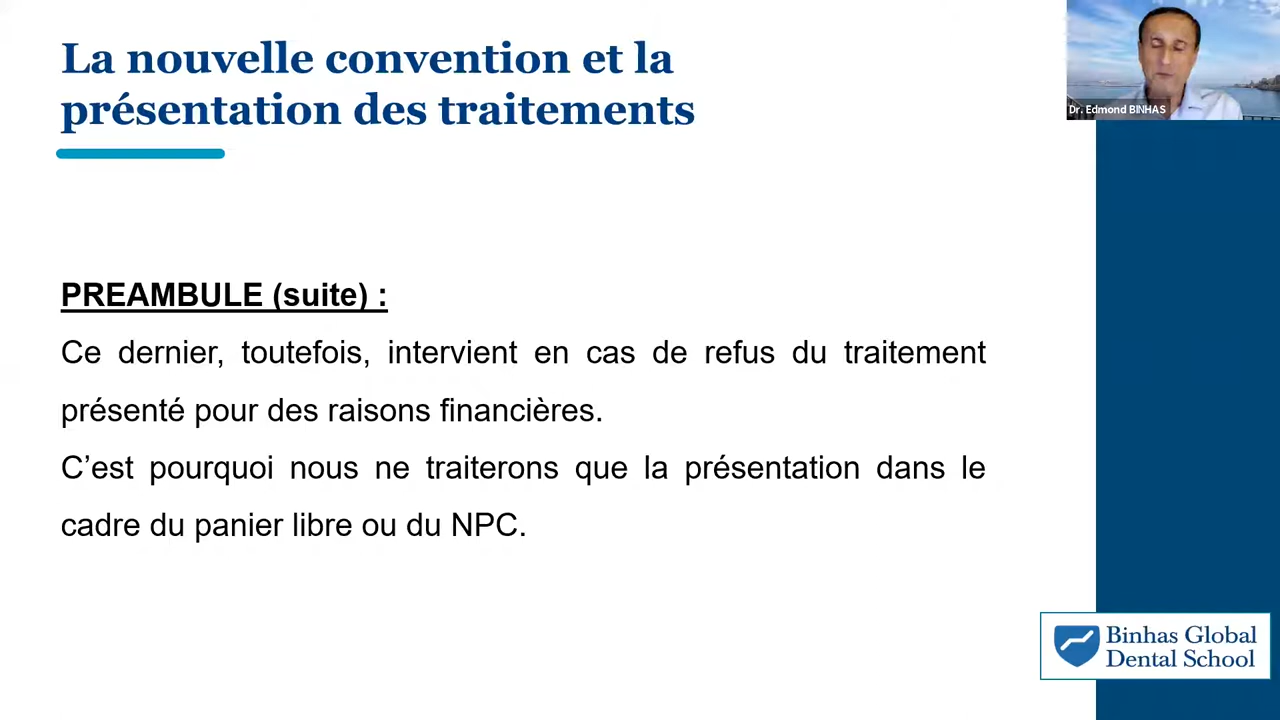 La nouvelle convention et la
présentation des traitements
Dr. Edmond BINHAS
PREAMBULE (suite) :
Ce dernier, toutefois, intervient en cas de refus du traitement
présenté pour des raisons financières.
C’est pourquoi nous ne traiterons que la présentation dans le
cadre du panier libre ou du NPC.
Binhas Global
Dental School